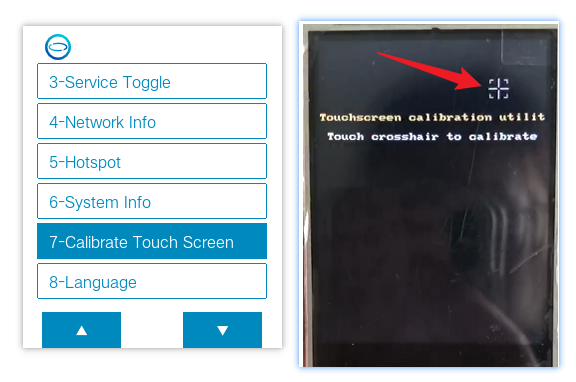 3-Service Toggle
4-Network Info
5-Hotspot
6-System Info
7-Calibrate Touch Screen
8-Language
Touchscreen calibration utilit
Touch crosshair to calibrate